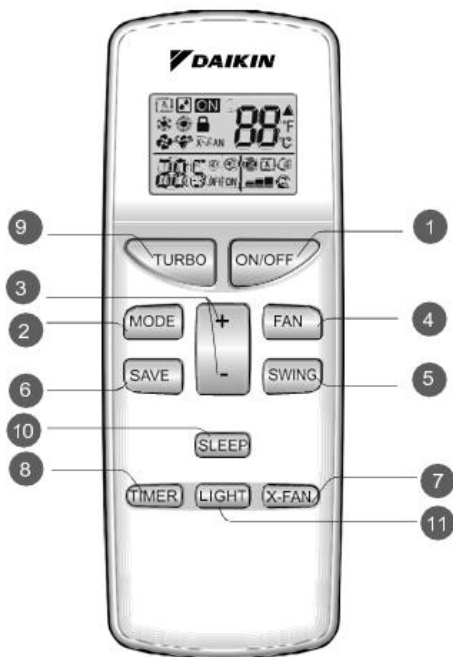 DAIKIN
ON
88 °F °C
X-FAN
ON
9 1
TURBO ON/OFF
3
MODE + FAN 4
2
SAVE - SWING 5
6
10
SLEEP
8 7
TIMER LIGHT X-FAN
11